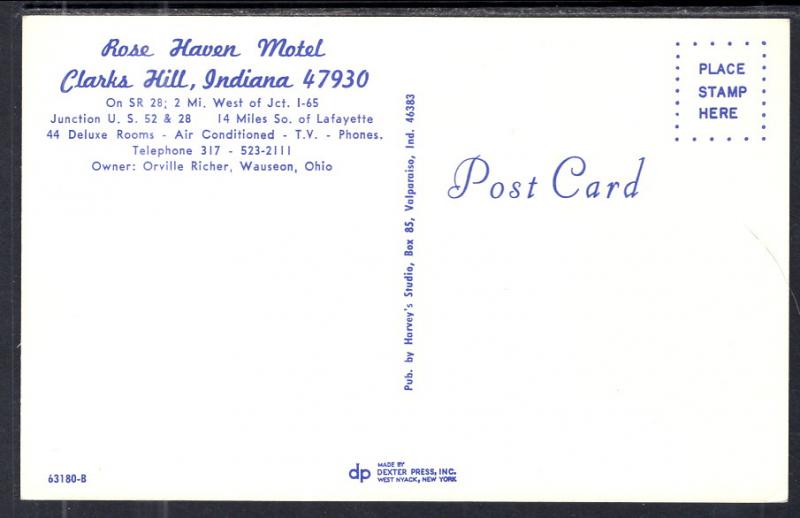 Rose Haven Motel
Clarks Hill, Indiana 47930
On SR 28; 2 Mi. West of Jct. I-65
Junction U. S. 52 & 28 14 Miles So. of Lafayette
44 Deluxe Rooms - Air Conditioned - T.V. - Phones.
Telephone 317 - 523-2111
Owner: Orville Richer, Wauseon, Ohio
Pub. by Harvey's Studio, Box 85, Valparaiso, Ind. 46383
PLACE
STAMP
HERE
Post Card
63180-B
dp
MADE BY
DEXTER PRESS, INC.
WEST NYACK, NEW YORK